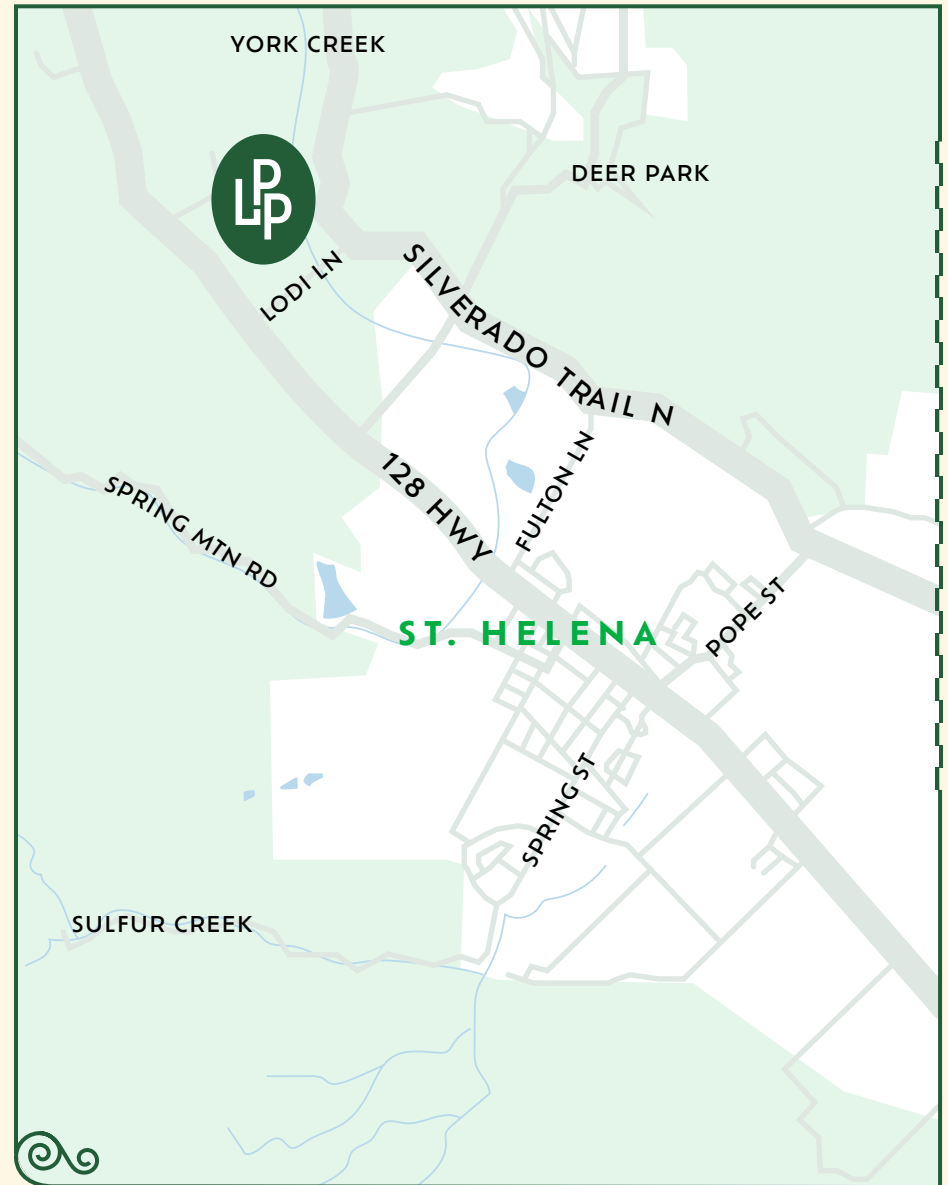 YORK CREEK
DEER PARK
LPP
LODI LN
SILVERADO TRAIL N
128 HWY
FULTON LN
SPRING MTN RD
ST. HELENA
POPE ST
SPRING ST
SULFUR CREEK